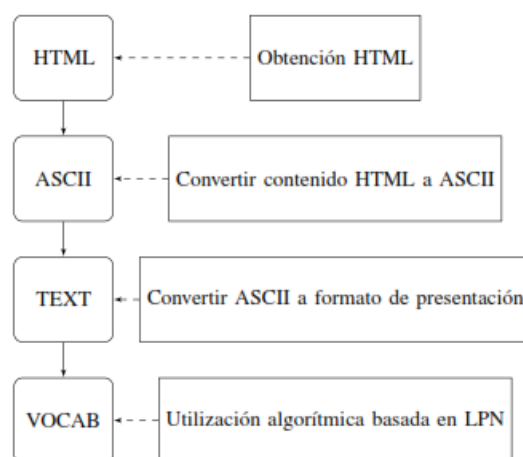 HTML
Obtención HTML
ASCII
Convertir contenido HTML a ASCII
TEXT
Convertir ASCII a formato de presentación
VOCAB
Utilización algorítmica basada en LPN